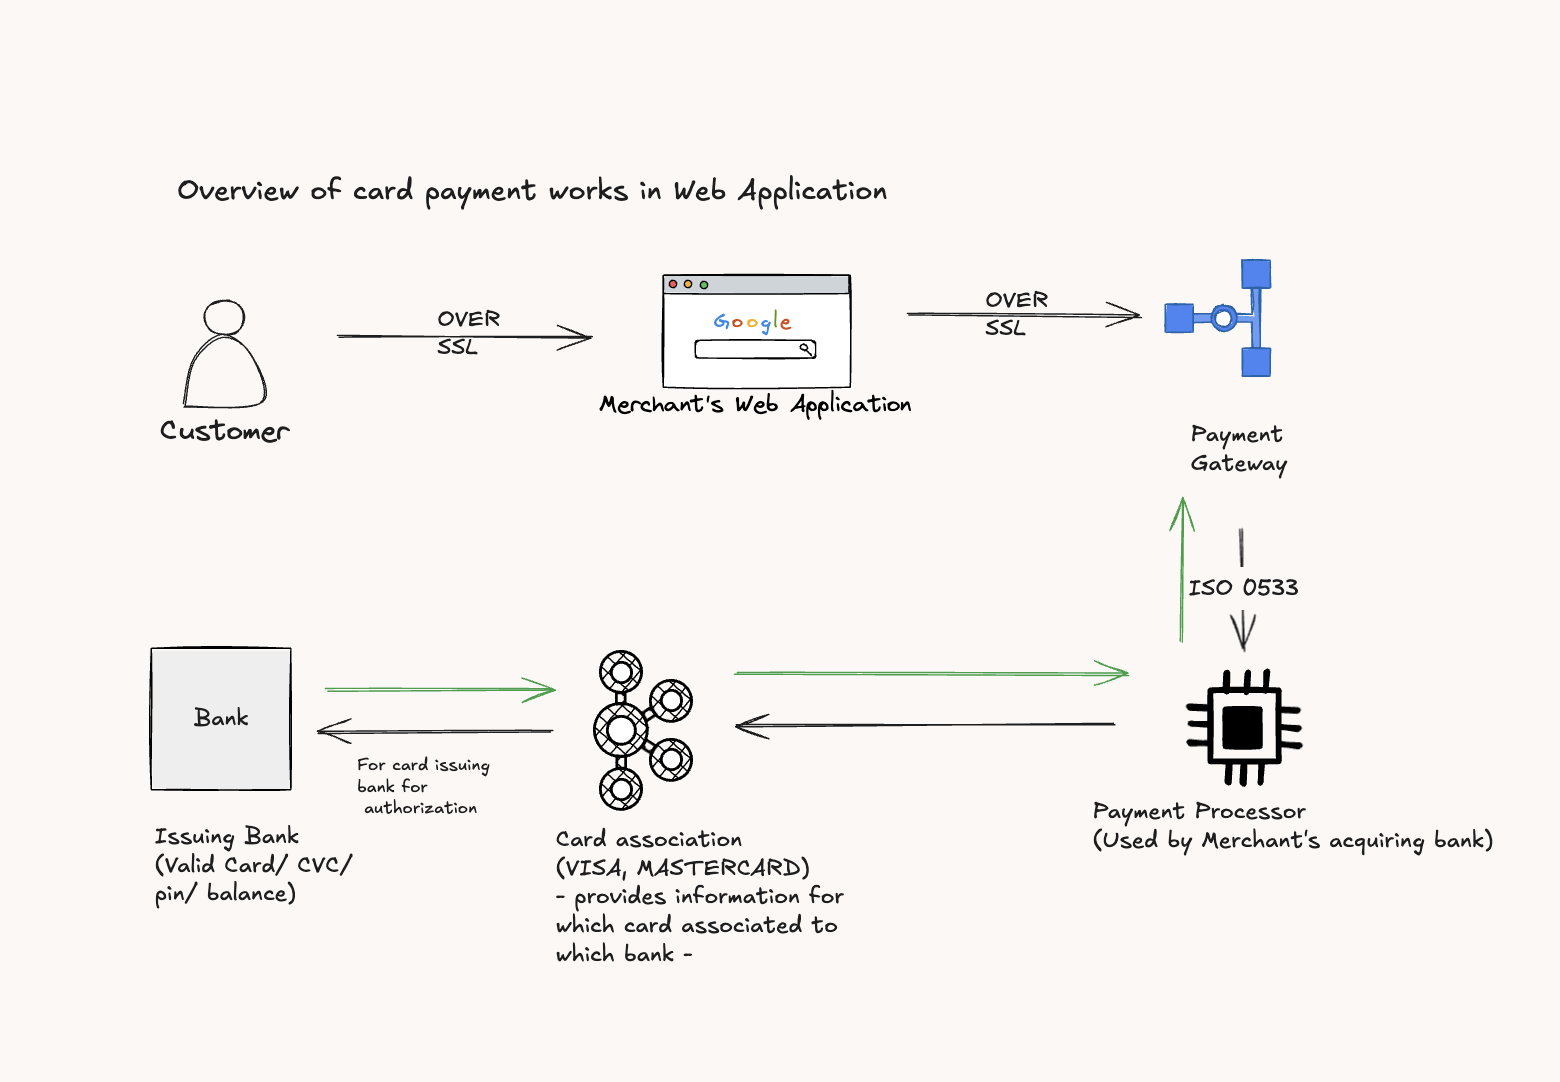 Overview of card payment works in Web Application
OVER
SSL
OVER
SSL
Google
Customer
Merchant's Web Application
Payment
Gateway
ISO 0533
Bank
For card issuing
bank for
authorization
Issuing Bank
(Valid Card/ CVC/
pin/ balance)
Card association
(VISA, MASTERCARD)
- provides information for
which card associated to
which bank -
Payment Processor
(Used by Merchant's acquiring bank)